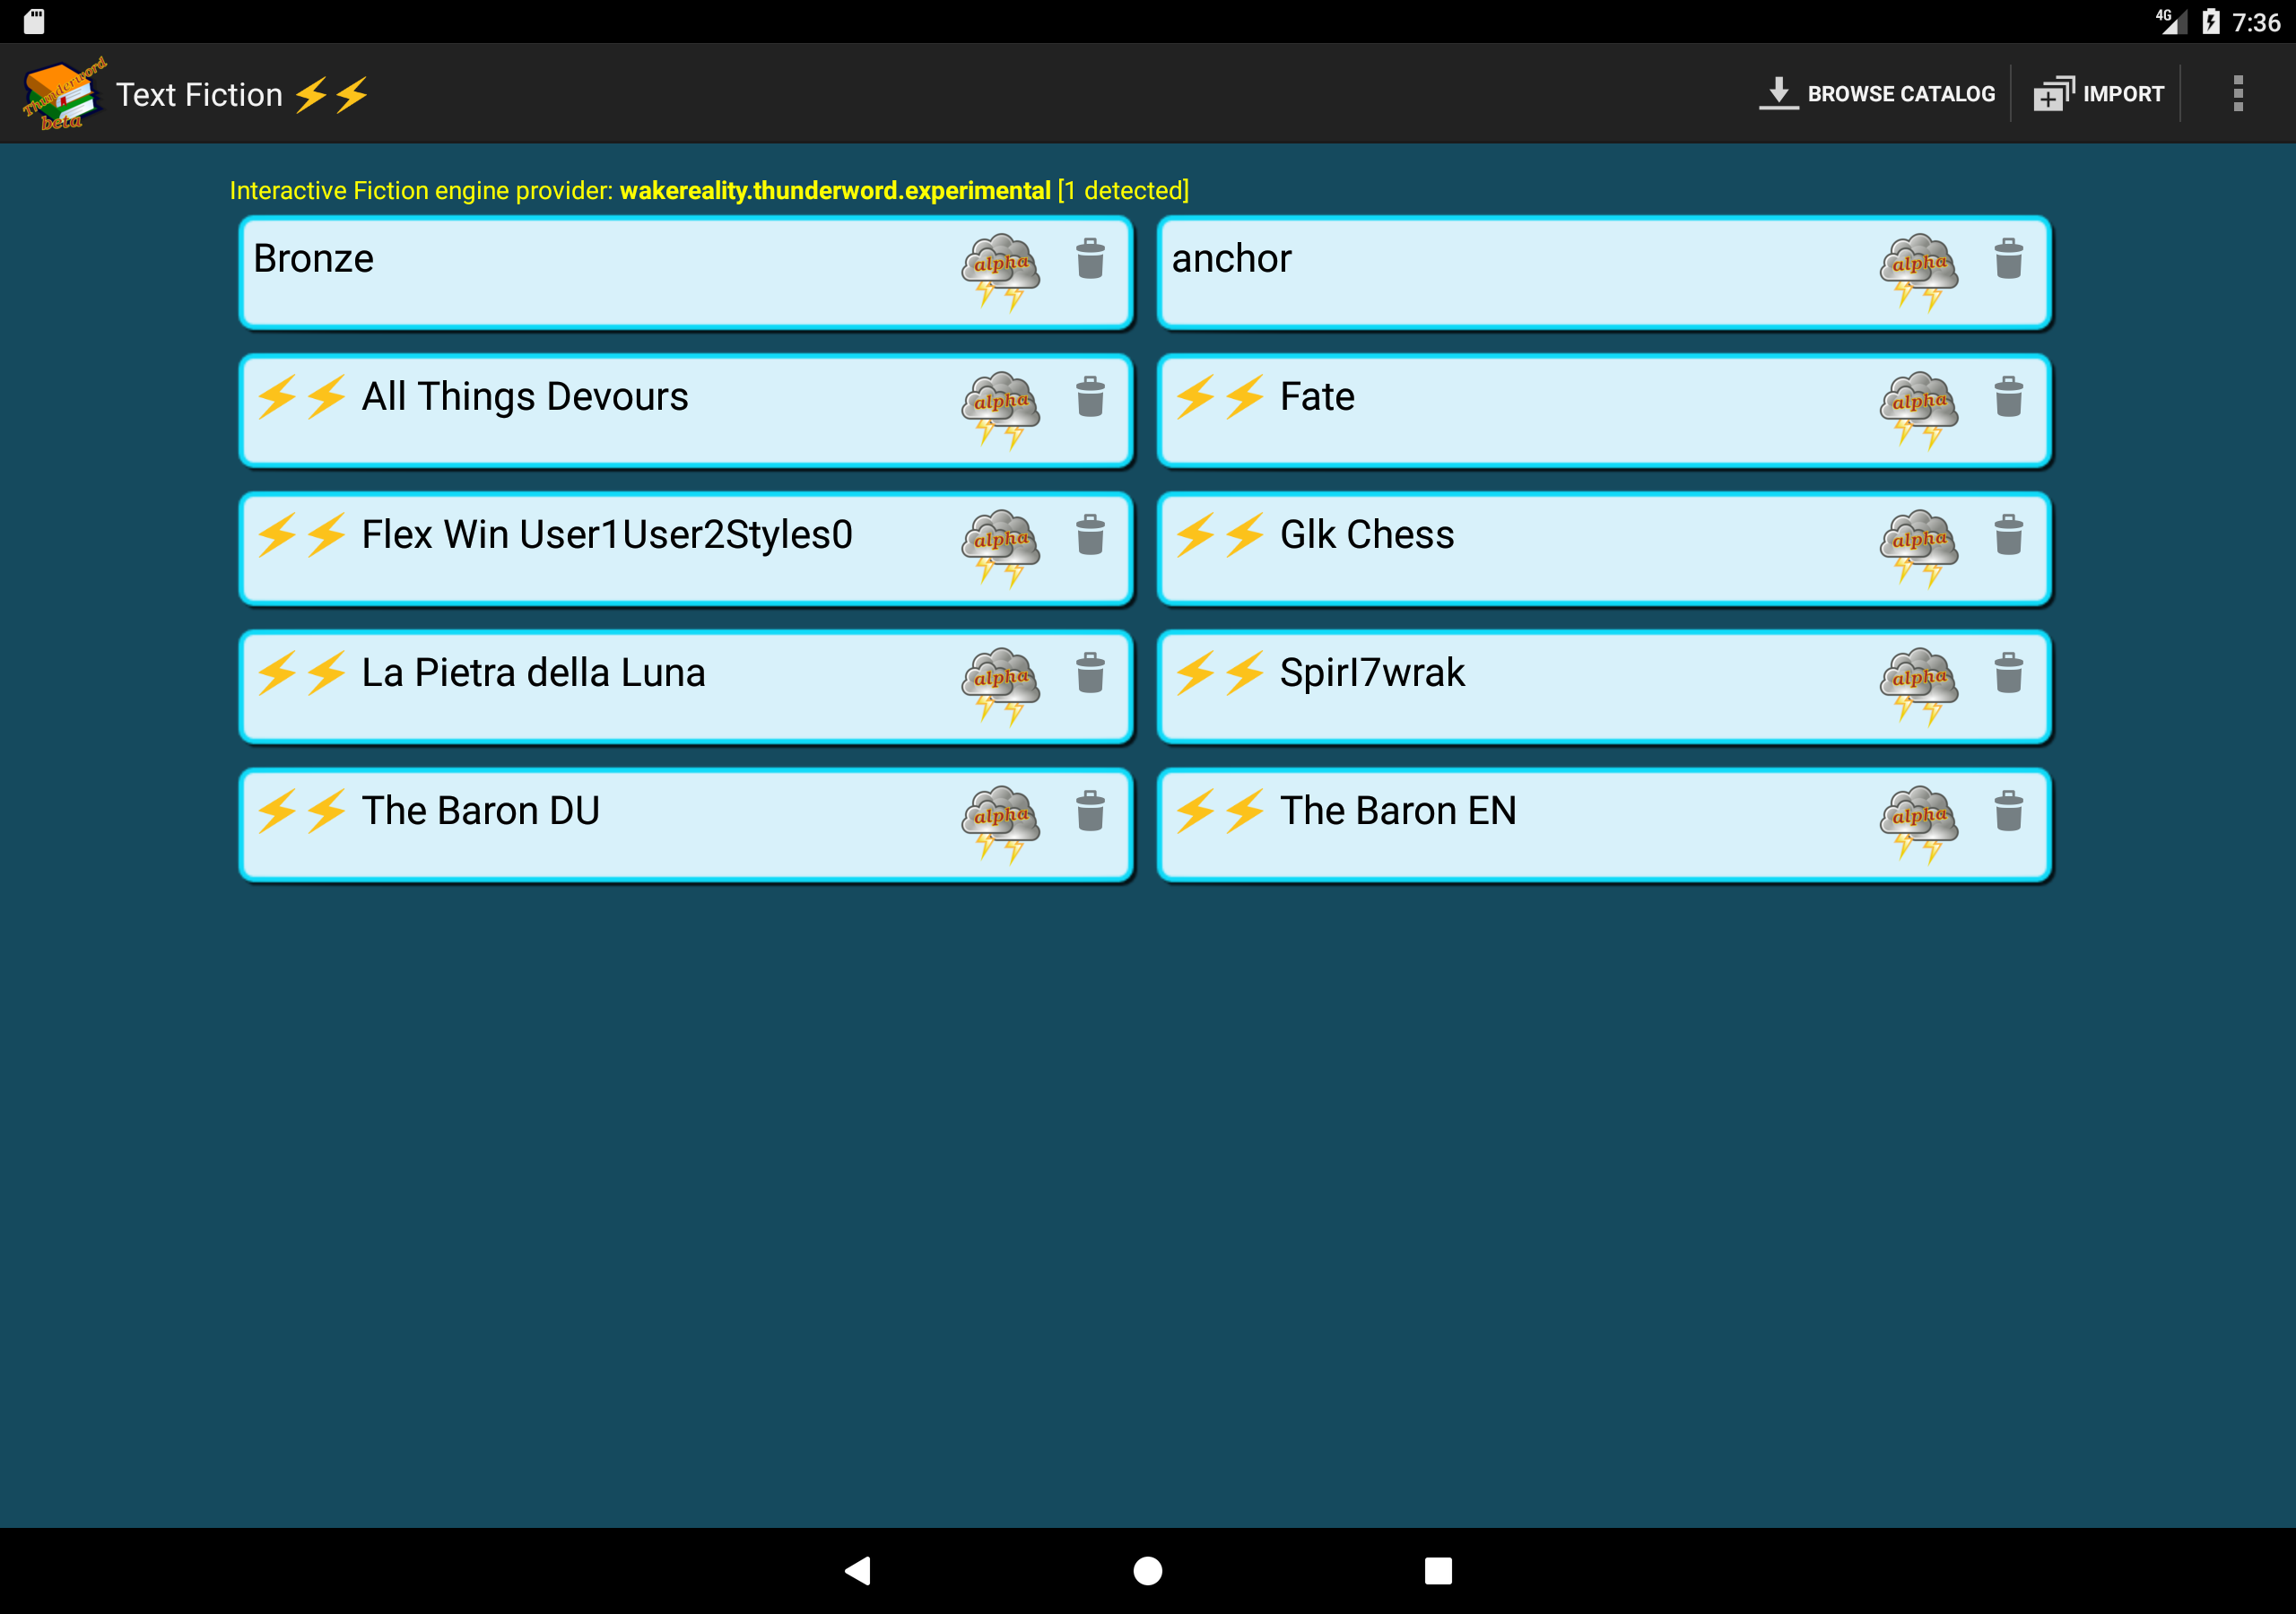 4G 7:36
Thunderword beta
Text Fiction ⚡⚡ BROWSE CATALOG IMPORT
Interactive Fiction engine provider: wakereality.thunderword.experimental [1 detected]
Bronze alpha anchor alpha
⚡⚡ All Things Devours alpha ⚡⚡ Fate alpha
⚡⚡ Flex Win User1User2Styles0 alpha ⚡⚡ Glk Chess alpha
⚡⚡ La Pietra della Luna alpha ⚡⚡ SpirI7wrak alpha
⚡⚡ The Baron DU alpha ⚡⚡ The Baron EN alpha